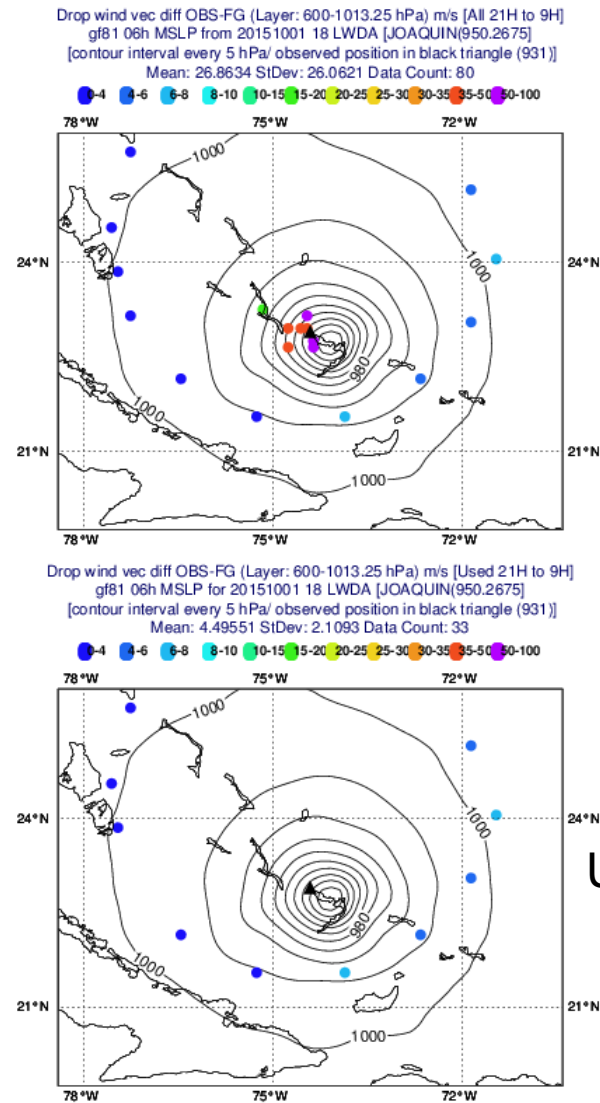 Drop wind vec diff OBS-FG (Layer: 600-1013.25 hPa) m/s [All 21H to 9H]
gf81 06h MSLP from 20151001 18 LWDA [JOAQUIN(950.2675)
[contour interval every 5 hPa/ observed position in black triangle (931)]
Mean: 26.8634 StDev: 26.0621 Data Count: 80
0-4 4-6 6-8 8-10 10-15 15-20 20-25 25-30 30-35 35-50 50-100
78°W 75°W 72°W
1000
1000
24°N 24°N
980
1000
21°N 21°N
1000
78°W 75°W 72°W
Drop wind vec diff OBS-FG (Layer: 600-1013.25 hPa) m/s [Used 21H to 9H]
gf81 06h MSLP for 20151001 18 LWDA [JOAQUIN(950.2675]
[contour interval every 5 hPa/ observed position in black triangle (931)]
Mean: 4.49551 StDev: 2.1093 Data Count: 33
0-4 4-6 6-8 8-10 10-15 15-20 20-25 25-30 30-35 35-50 50-100
78°W 75°W 72°W
1000
1000
24°N 24°N
980
1000
21°N 21°N
1000
78°W 75°W 72°W